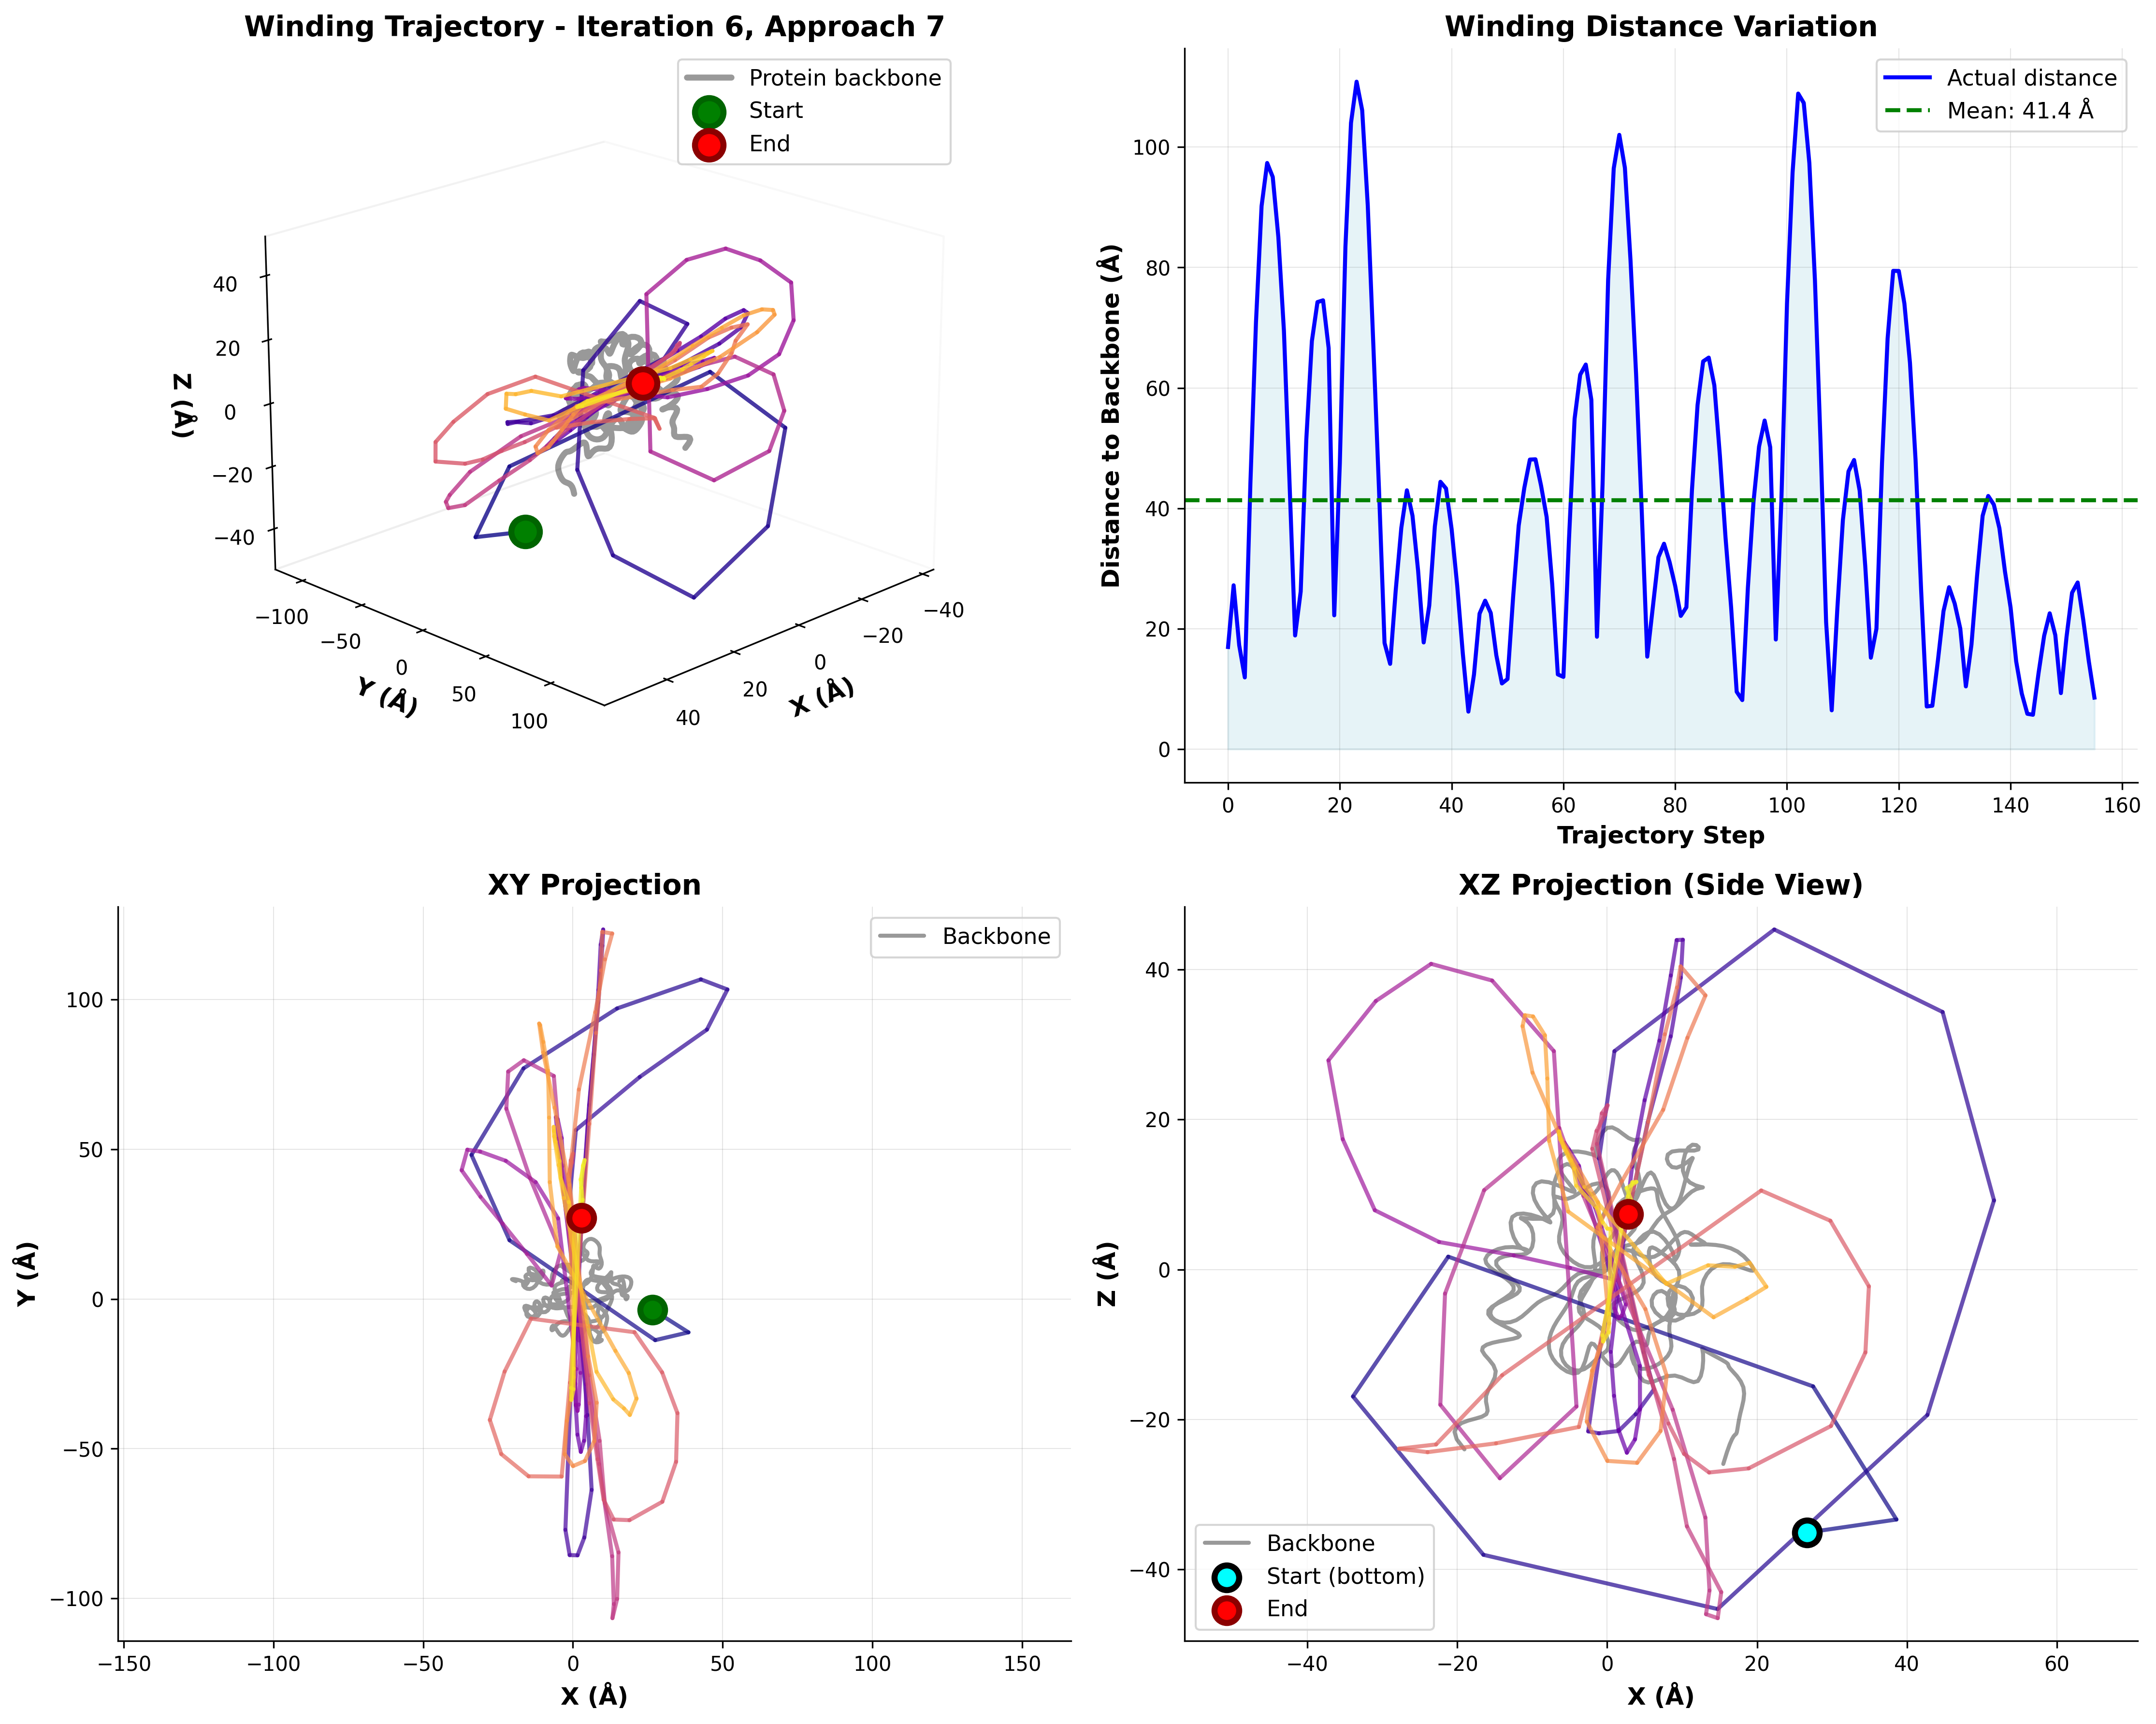 Winding Trajectory - Iteration 6, Approach 7
Protein backbone
Start
End
40
20
0
−20
−40
Z (Å)
−100
−50
0
50
100
Y (Å)
40
20
0
−20
−40
X (Å)
Winding Distance Variation
Actual distance
Mean: 41.4 Å
100
80
60
40
20
0
Distance to Backbone (Å)
0
20
40
60
80
100
120
140
160
Trajectory Step
XY Projection
Backbone
100
50
0
−50
−100
Y (Å)
−150
−100
−50
0
50
100
150
X (Å)
XZ Projection (Side View)
40
20
0
−20
−40
Z (Å)
Backbone
Start (bottom)
End
−40
−20
0
20
40
60
X (Å)